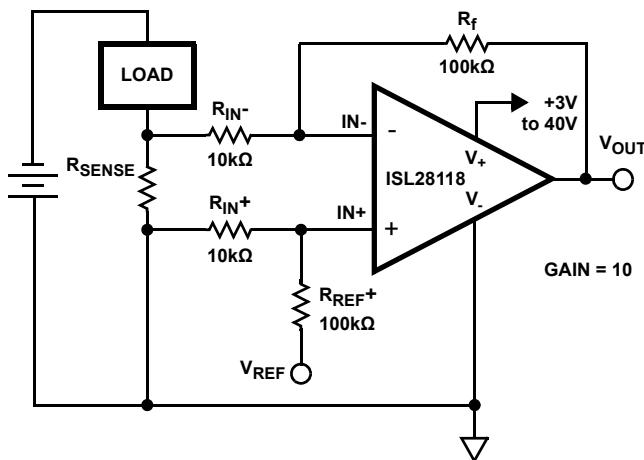 Rf
100kΩ
LOAD
RIN-
10kΩ
IN-
-
+3V
to 40V
V+
VOUT
RSENSE
ISL28118
RIN+
10kΩ
IN+
+
V-
GAIN = 10
RREF+
100kΩ
VREF